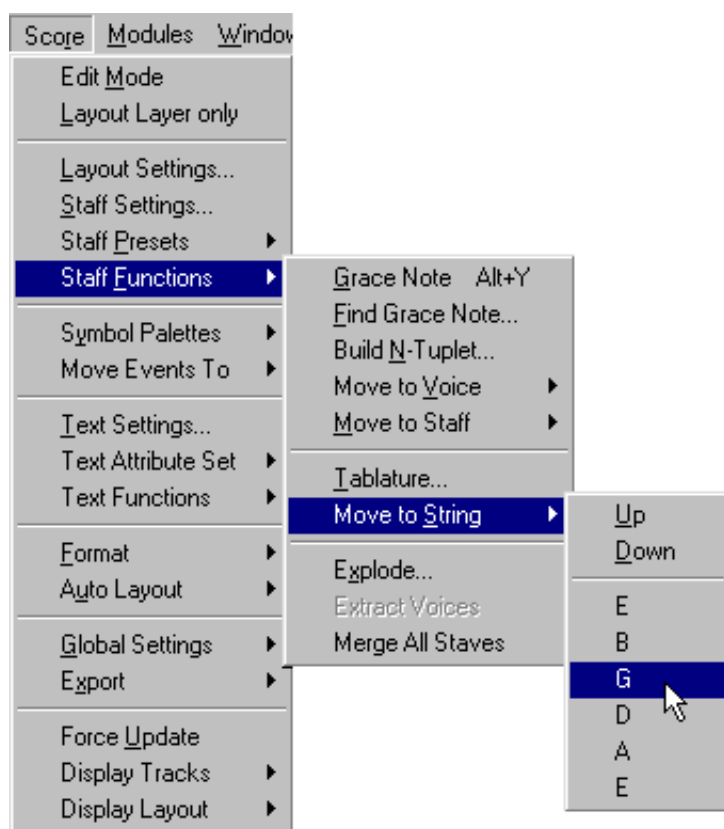 Score Modules Window
Edit Mode
Layout Layer only
Layout Settings...
Staff Settings...
Staff Presets
Staff Functions
Symbol Palettes
Move Events To
Text Settings...
Text Attribute Set
Text Functions
Format
Auto Layout
Global Settings
Export
Force Update
Display Tracks
Display Layout
Grace Note Alt+Y
Find Grace Note...
Build N-Tuplet...
Move to Voice
Move to Staff
Tablature...
Move to String
Explode...
Extract Voices
Merge All Staves
Up
Down
E
B
G
D
A
E